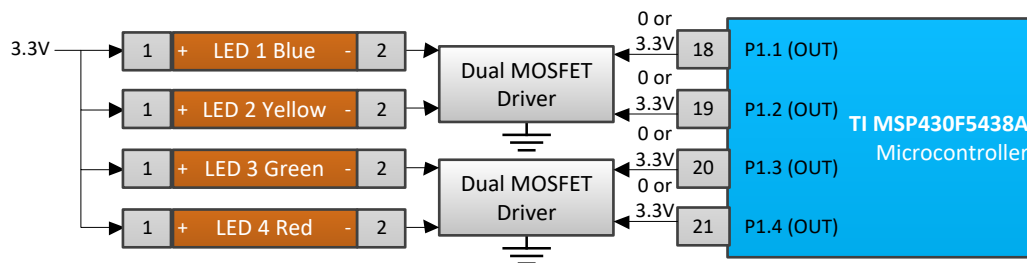 3.3V
1 + LED 1 Blue - 2
1 + LED 2 Yellow - 2
1 + LED 3 Green - 2
1 + LED 4 Red - 2
Dual MOSFET
Driver
Dual MOSFET
Driver
0 or
3.3V
0 or
3.3V
0 or
3.3V
0 or
3.3V
18 P1.1 (OUT)
19 P1.2 (OUT)
20 P1.3 (OUT)
21 P1.4 (OUT)
TI MSP430F5438A
Microcontroller